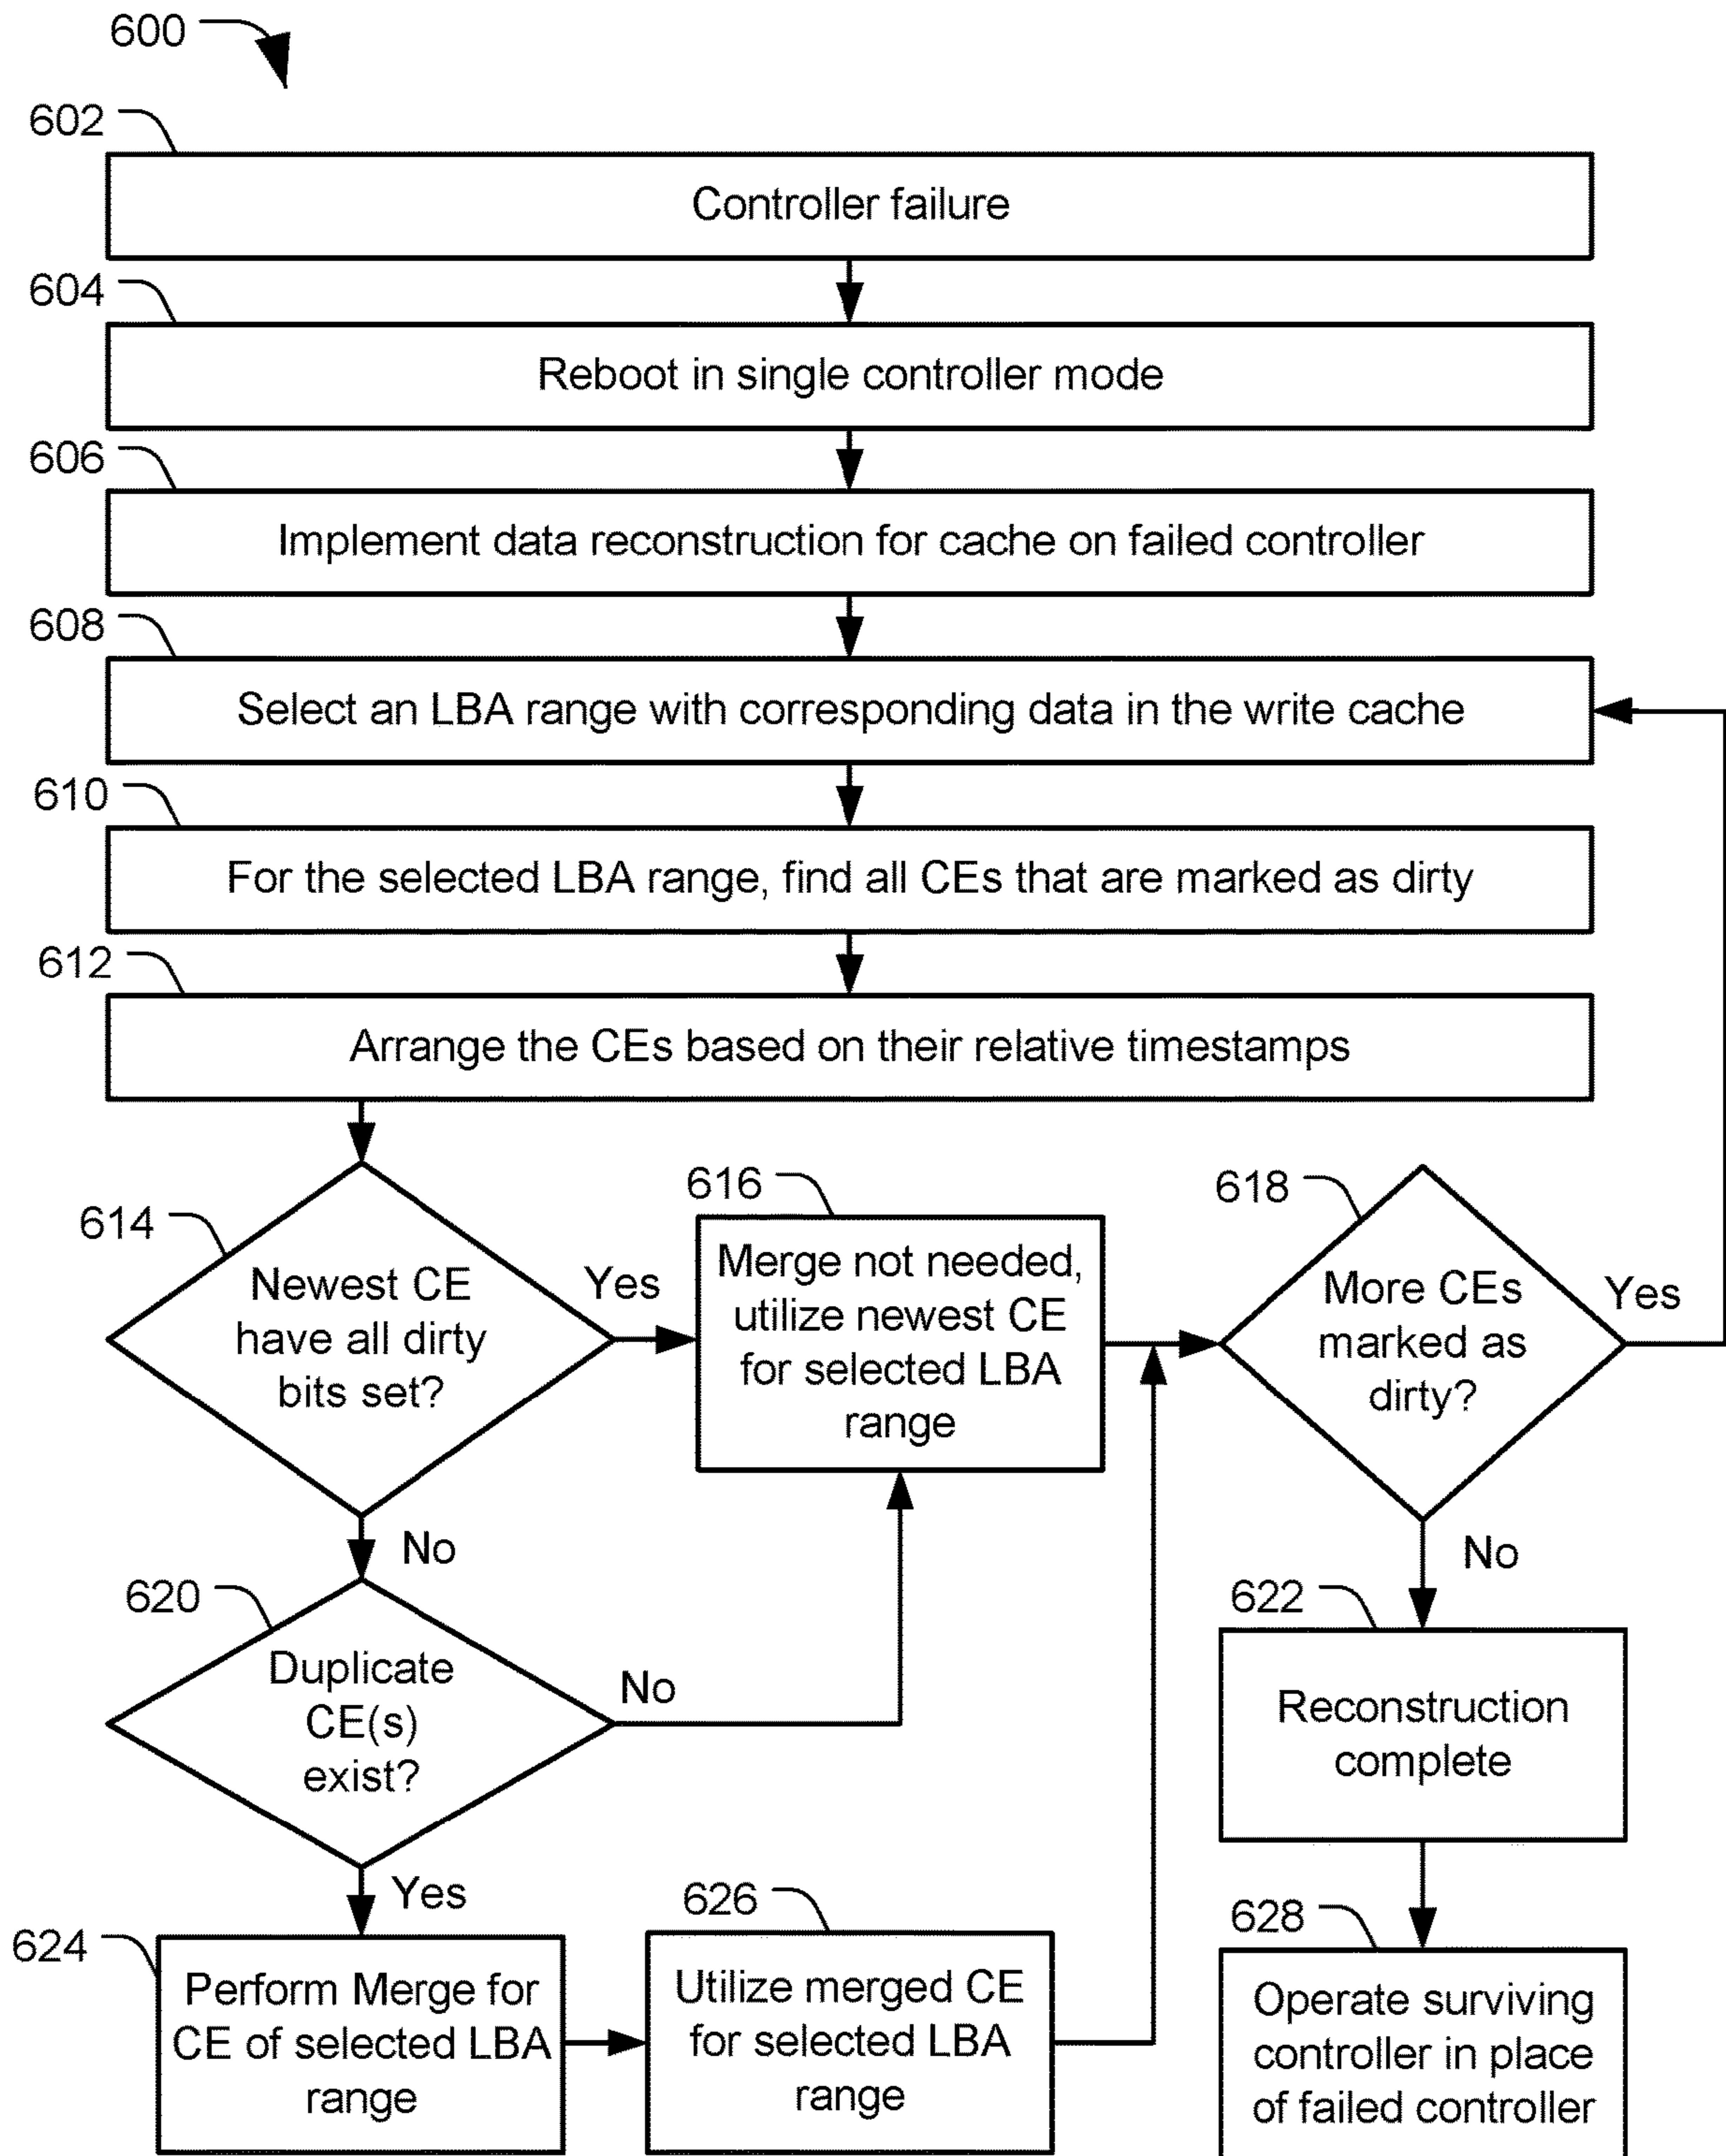 600
602
Controller failure
604
Reboot in single controller mode
606
Implement data reconstruction for cache on failed controller
608
Select an LBA range with corresponding data in the write cache
610
For the selected LBA range, find all CEs that are marked as dirty
612
Arrange the CEs based on their relative timestamps
614
Newest CE
have all dirty
bits set?
Yes
No
616
Merge not needed,
utilize newest CE
for selected LBA
range
618
More CEs
marked as
dirty?
Yes
No
620
Duplicate
CE(s)
exist?
No
Yes
622
Reconstruction
complete
624
Perform Merge for
CE of selected LBA
range
626
Utilize merged CE
for selected LBA
range
628
Operate surviving
controller in place
of failed controller